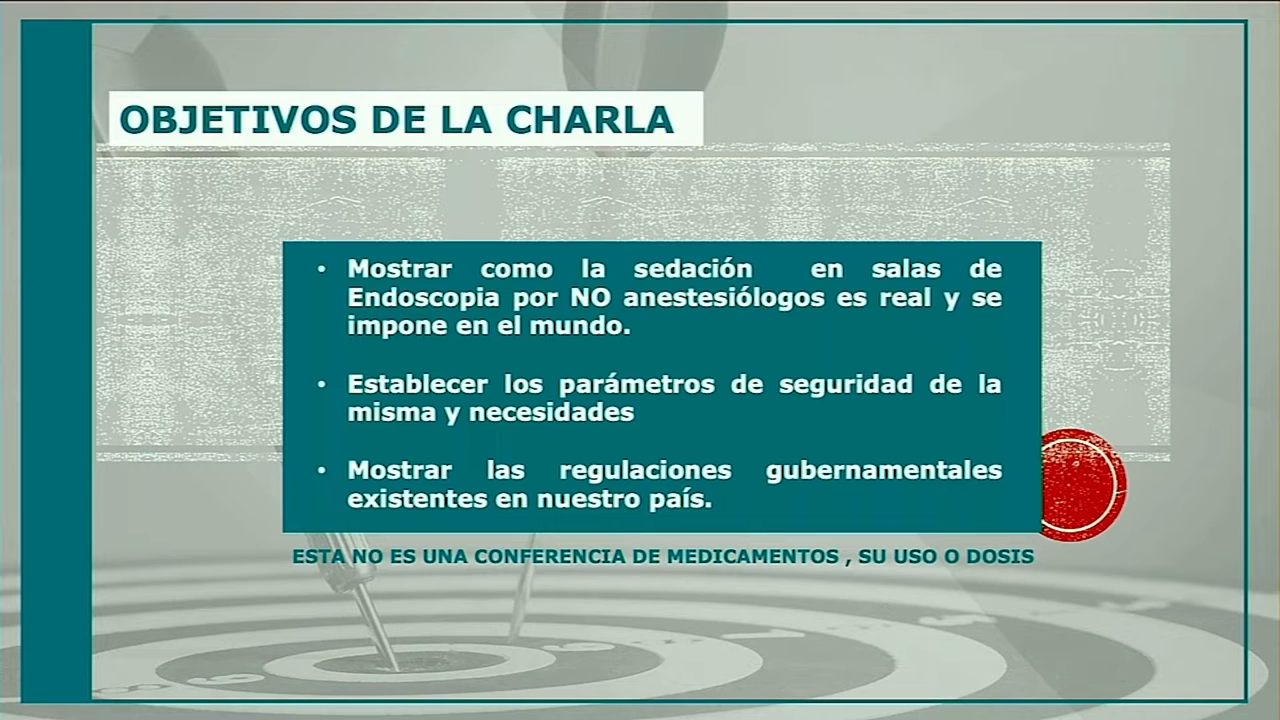 OBJETIVOS DE LA CHARLA
• Mostrar como la sedación en salas de
Endoscopia por NO anestesiólogos es real y se
impone en el mundo.
• Establecer los parámetros de seguridad de la
misma y necesidades
• Mostrar las regulaciones gubernamentales
existentes en nuestro país.
ESTA NO ES UNA CONFERENCIA DE MEDICAMENTOS , SU USO O DOSIS